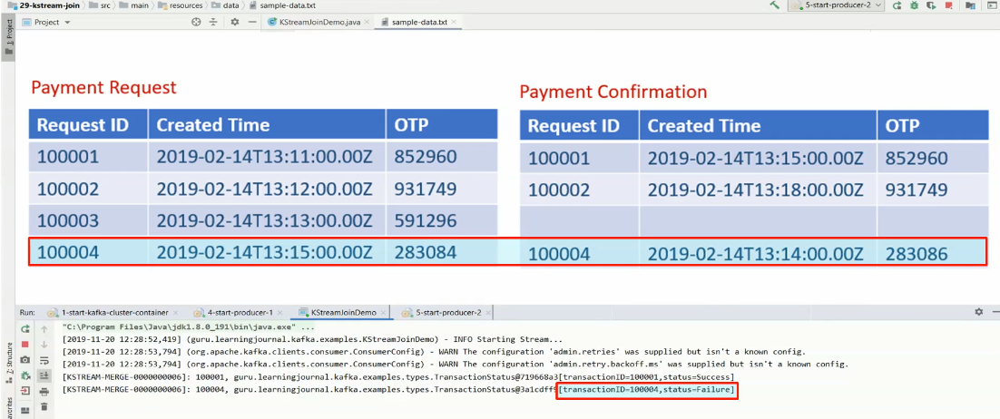 29-kstream-join src main resources data sample-data.txt 5-start-producer-2
Project KStreamJoinDemo.java sample-data.txt
1: Project
Payment Request
Request ID Created Time OTP
100001 2019-02-14T13:11:00.00Z 852960
100002 2019-02-14T13:12:00.00Z 931749
100003 2019-02-14T13:13:00.00Z 591296
100004 2019-02-14T13:15:00.00Z 283084
Payment Confirmation
Request ID Created Time OTP
100001 2019-02-14T13:15:00.00Z 852960
100002 2019-02-14T13:18:00.00Z 931749
100004 2019-02-14T13:14:00.00Z 283086
Run: 1-start-kafka-cluster-container 4-start-producer-1 KStreamJoinDemo 5-start-producer-2
"C:\Program Files\Java\jdk1.8.0_191\bin\java.exe" ...
[2019-11-20 12:28:52,419] (guru.learningjournal.kafka.examples.KStreamJoinDemo) - INFO Starting Stream...
[2019-11-20 12:28:53,794] (org.apache.kafka.clients.consumer.ConsumerConfig) - WARN The configuration 'admin.retries' was supplied but isn't a known config.
[2019-11-20 12:28:53,794] (org.apache.kafka.clients.consumer.ConsumerConfig) - WARN The configuration 'admin.retry.backoff.ms' was supplied but isn't a known config.
[KSTREAM-MERGE-0000000006]: 100001, guru.learningjournal.kafka.examples.types.TransactionStatus@719668a3[transactionID=100001,status=Success]
[KSTREAM-MERGE-0000000006]: 100004, guru.learningjournal.kafka.examples.types.TransactionStatus@3a1cdff9[transactionID=100004,status=Failure]
Z: Structure
avorites